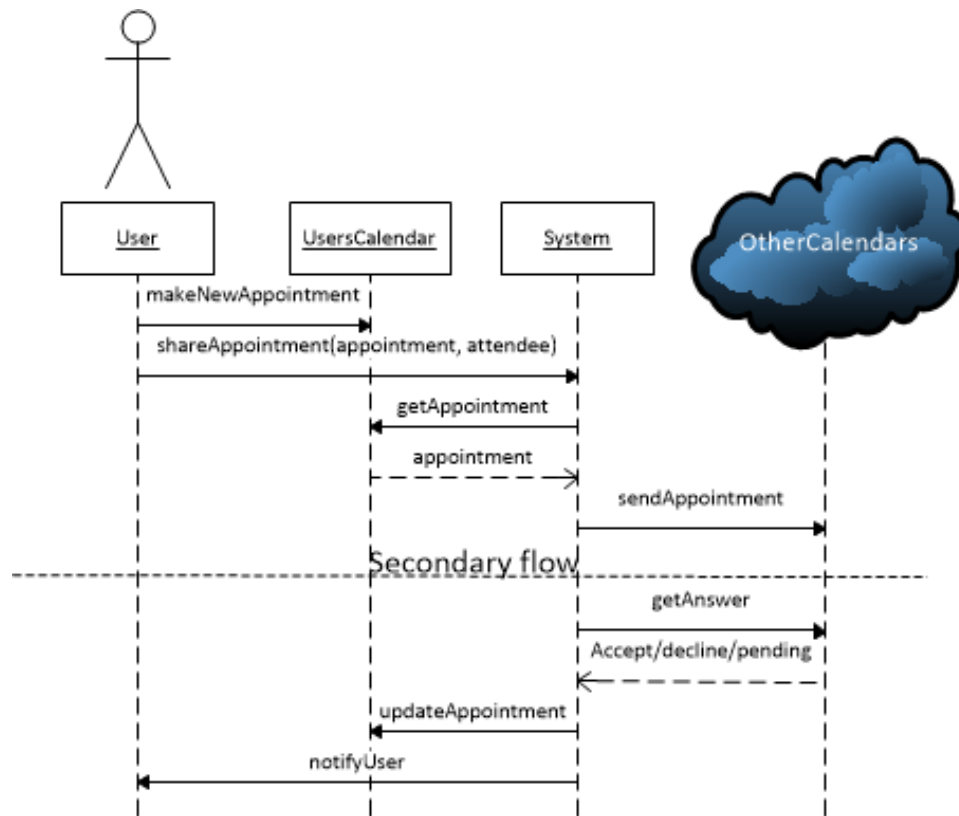 User
UsersCalendar
System
OtherCalendars
makeNewAppointment
shareAppointment(appointment, attendee)
getAppointment
appointment
sendAppointment
Secondary flow
getAnswer
Accept/decline/pending
updateAppointment
notifyUser